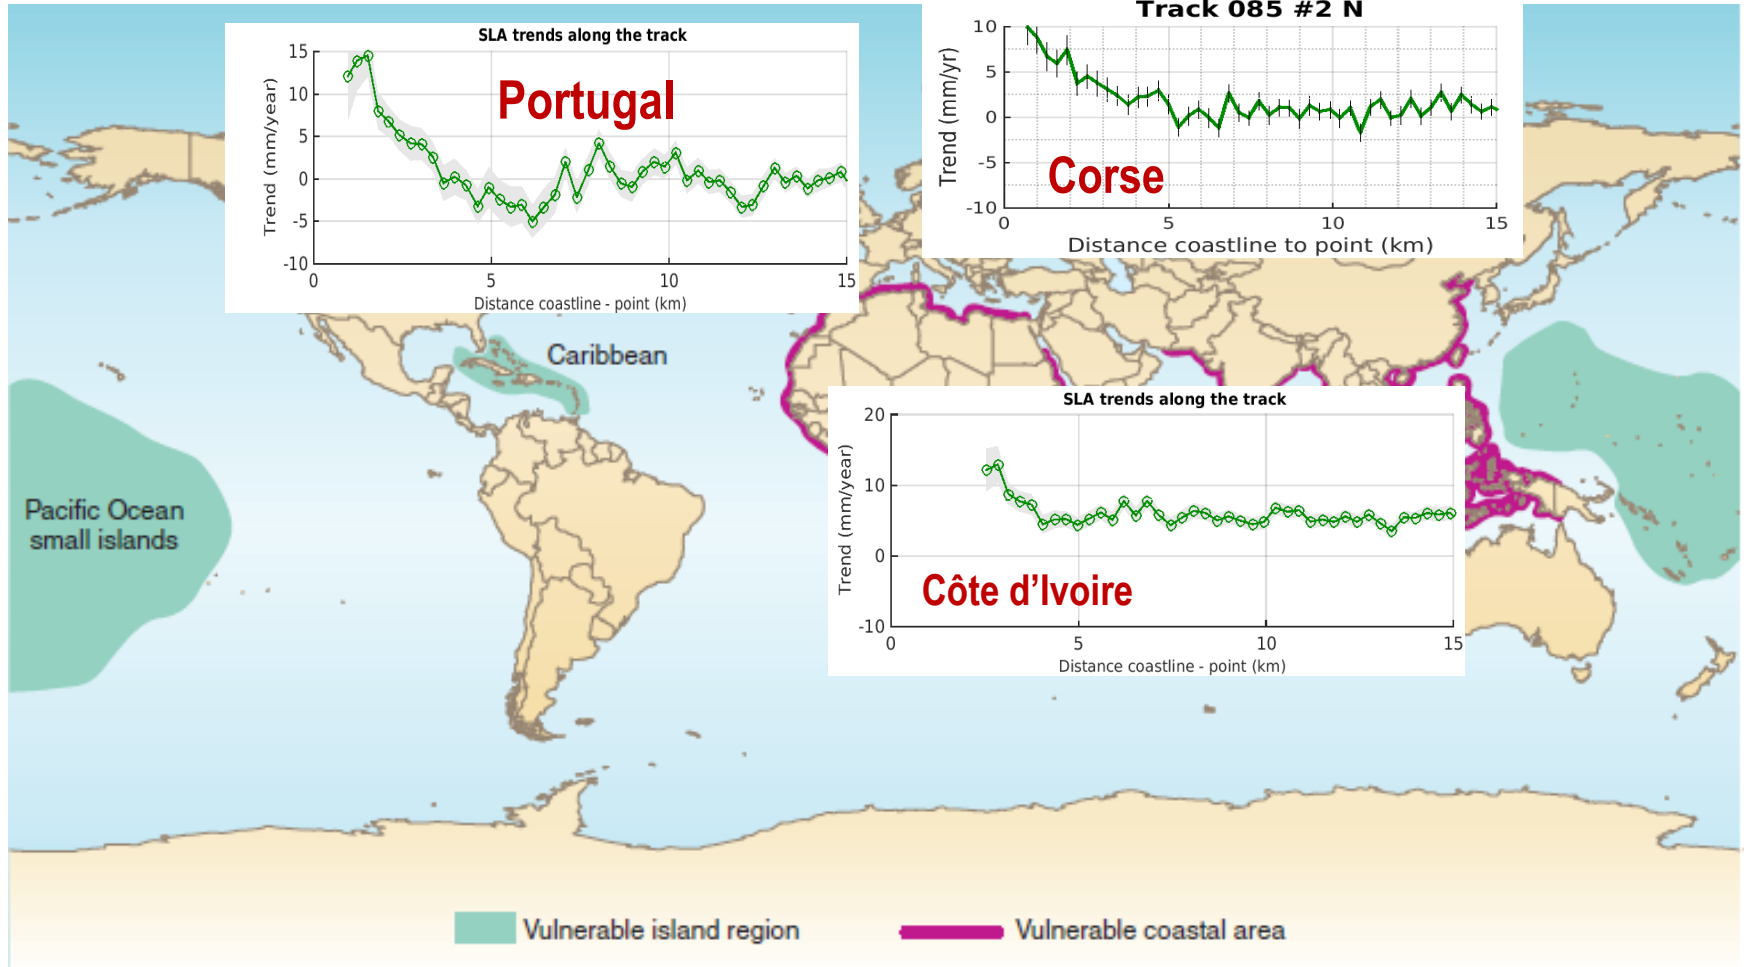 SLA trends along the track
Portugal
Trend (mm/year)
15
10
5
0
-5
-10
0
5
10
15
Distance coastline - point (km)
Track 085 #2 N
Corse
Trend (mm/yr)
10
5
0
-5
-10
0
5
10
15
Distance coastline to point (km)
Caribbean
Pacific Ocean
small islands
SLA trends along the track
Côte d’Ivoire
Trend (mm/year)
20
10
0
-10
0
5
10
15
Distance coastline - point (km)
Vulnerable island region
Vulnerable coastal area